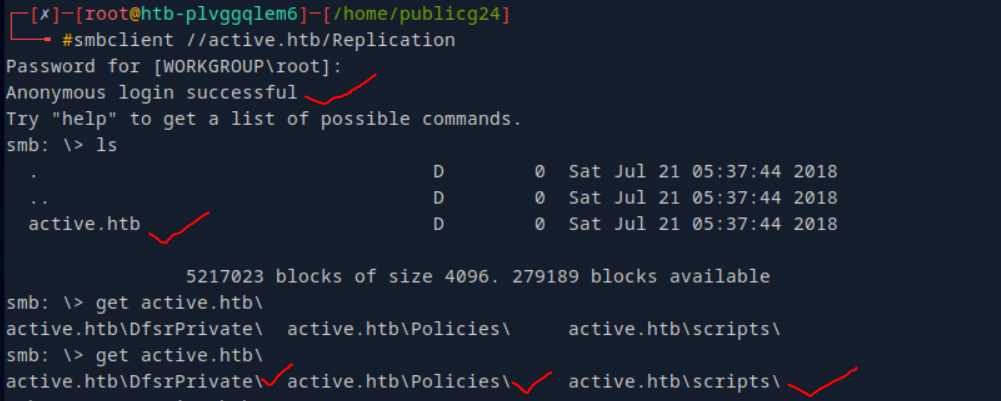 [✗]─[root@htb-plvggqlem6]─[/home/publicg24]
#smbclient //active.htb/Replication
Password for [WORKGROUP\root]:
Anonymous login successful
Try "help" to get a list of possible commands.
smb: \> ls
. D 0 Sat Jul 21 05:37:44 2018
.. D 0 Sat Jul 21 05:37:44 2018
active.htb D 0 Sat Jul 21 05:37:44 2018
5217023 blocks of size 4096. 279189 blocks available
smb: \> get active.htb\
active.htb\DfsrPrivate\ active.htb\Policies\ active.htb\scripts\
smb: \> get active.htb\
active.htb\DfsrPrivate\ active.htb\Policies\ active.htb\scripts\